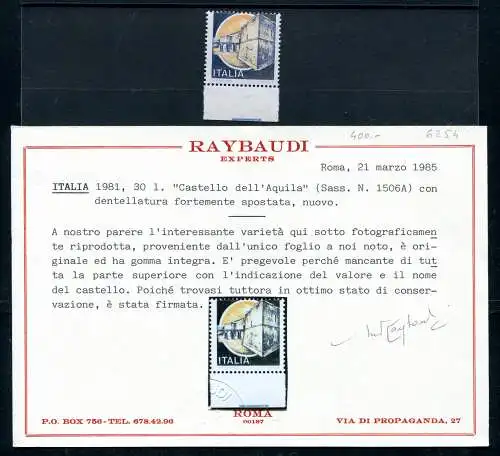 ITALIA
400.-
6254
RAYBAUDI
EXPERTS
Roma, 21 marzo 1985
ITALIA 1981, 30 l. "Castello dell'Aquila" (Sass. N. 1506A) con
dentellatura fortemente spostata, nuovo.
A nostro parere l'interessante varietà qui sotto fotograficamen
te riprodotta, proveniente dall'unico foglio a noi noto, è ori-
ginale ed ha gomma integra. E' pregevole perché mancante di tut
ta la parte superiore con l'indicazione del valore e il nome
del castello. Poiché trovasi tuttora in ottimo stato di conser-
vazione, è stata firmata.
ITALIA
ROMA
00187
P.O. BOX 756-TEL. 678.42.96
VIA DI PROPAGANDA, 27